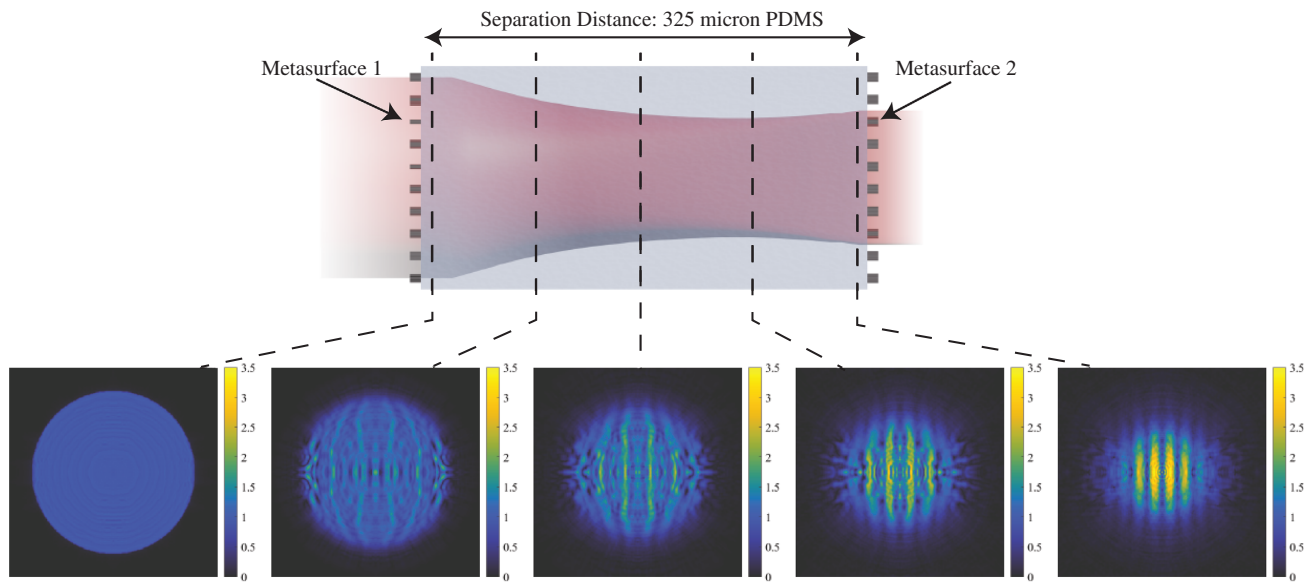 Separation Distance: 325 micron PDMS
Metasurface 1
Metasurface 2
3.5 3.5 3.5 3.5 3.5
3 3 3 3 3
2.5 2.5 2.5 2.5 2.5
2 2 2 2 2
1.5 1.5 1.5 1.5 1.5
1 1 1 1 1
0.5 0.5 0.5 0.5 0.5
0 0 0 0 0